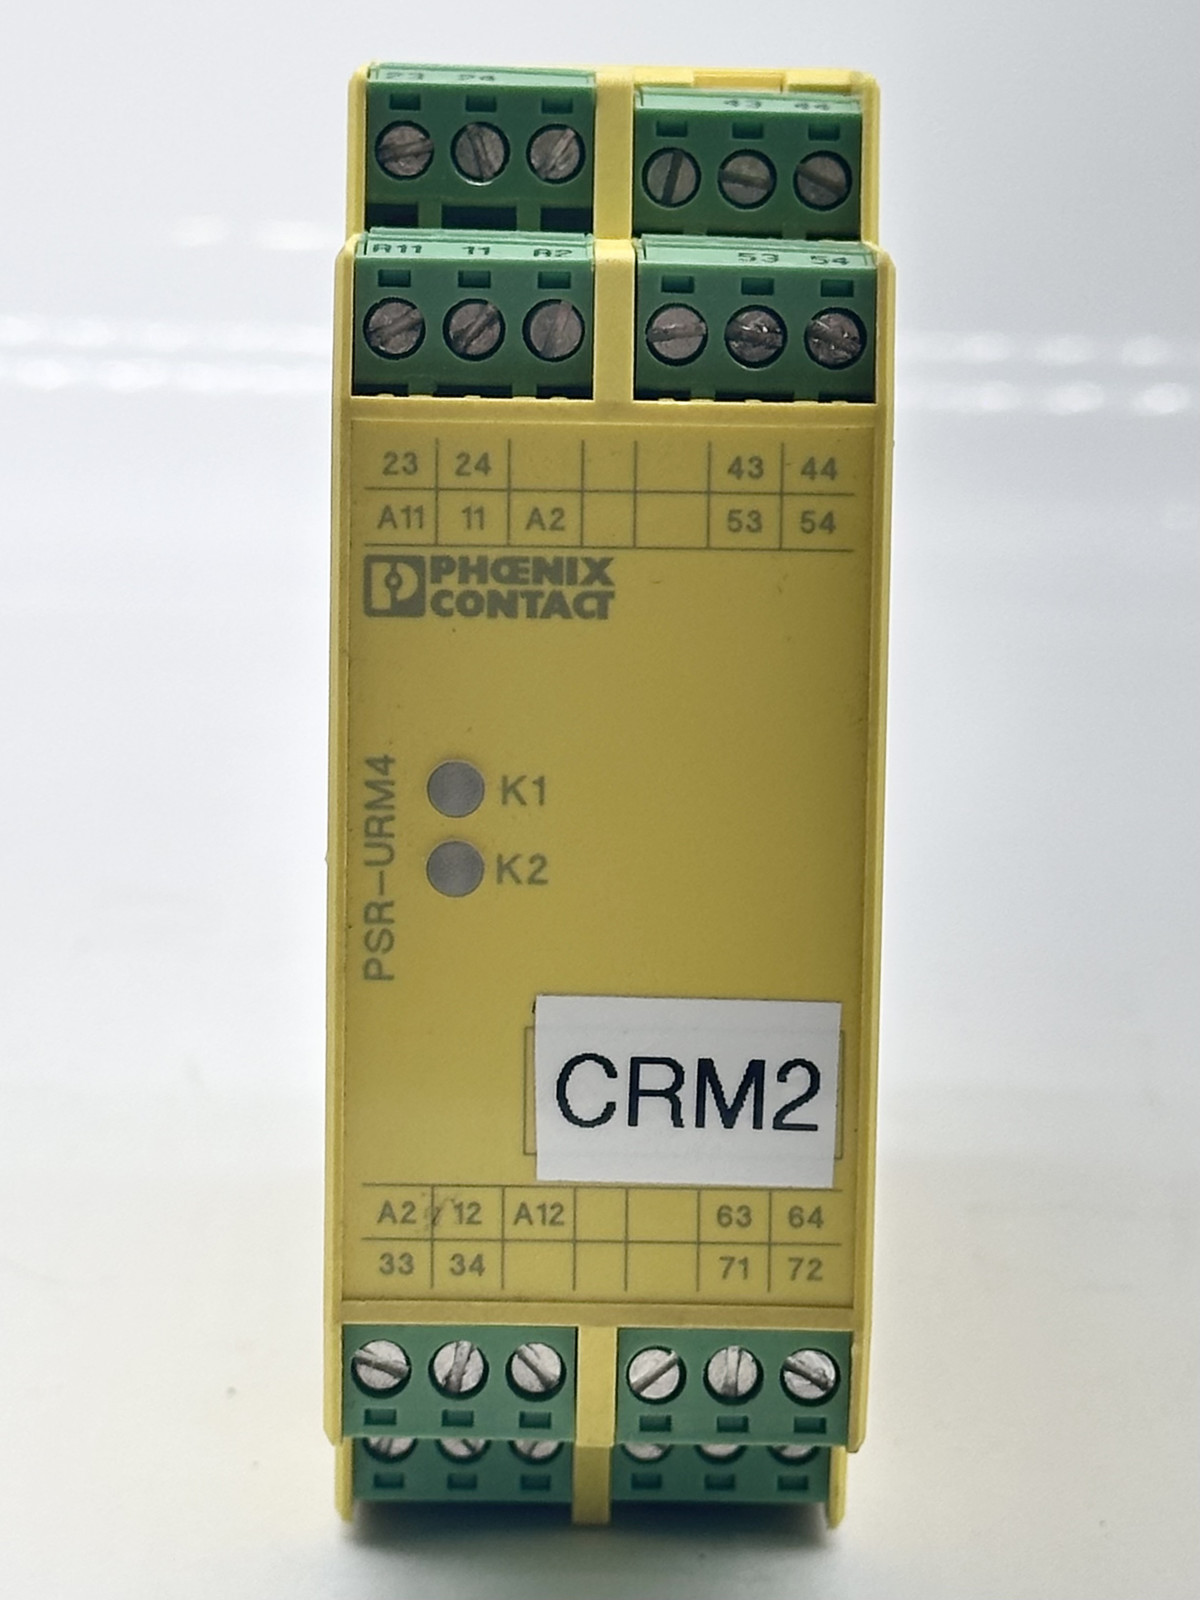 23 24
43 44
A11 11 A2
53 54
23 24 43 44
A11 11 A2 53 54
PHŒNIX
CONTACT
K1
K2
PSR-URM4
CRM2
A2 12 A12 63 64
33 34 71 72